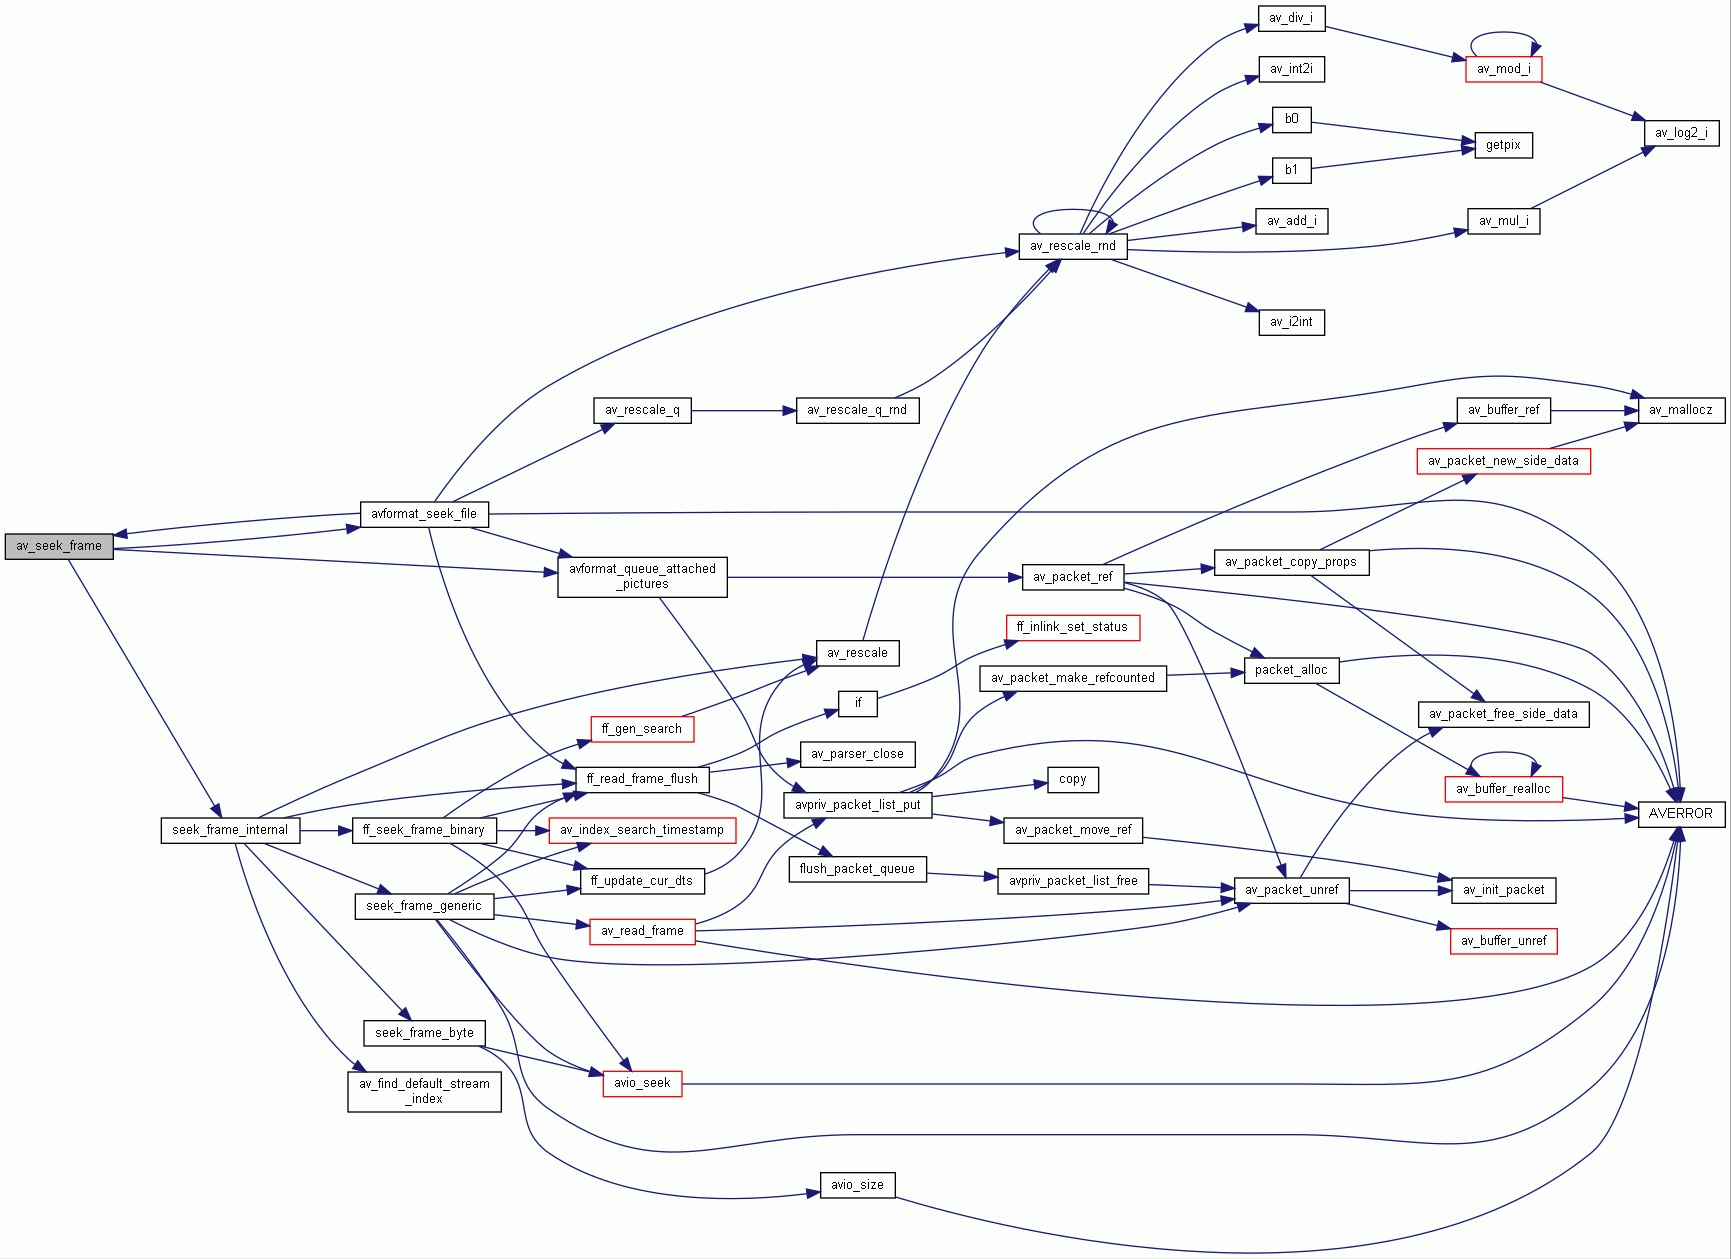 av_div_i
av_int2i
av_mod_i
b0
av_log2_i
getpix
b1
av_add_i
av_mul_i
av_rescale_rnd
av_i2int
av_rescale_q
av_rescale_q_rnd
av_buffer_ref
av_mallocz
av_packet_new_side_data
avformat_seek_file
av_seek_frame
avformat_queue_attached
_pictures
av_packet_ref
av_packet_copy_props
ff_inlink_set_status
av_rescale
av_packet_make_refcounted
packet_alloc
if
av_packet_free_side_data
ff_gen_search
av_parser_close
ff_read_frame_flush
copy
av_buffer_realloc
avpriv_packet_list_put
AVERROR
seek_frame_internal
ff_seek_frame_binary
av_index_search_timestamp
av_packet_move_ref
flush_packet_queue
ff_update_cur_dts
avpriv_packet_list_free
av_packet_unref
av_init_packet
seek_frame_generic
av_read_frame
av_buffer_unref
seek_frame_byte
avio_seek
av_find_default_stream
_index
avio_size